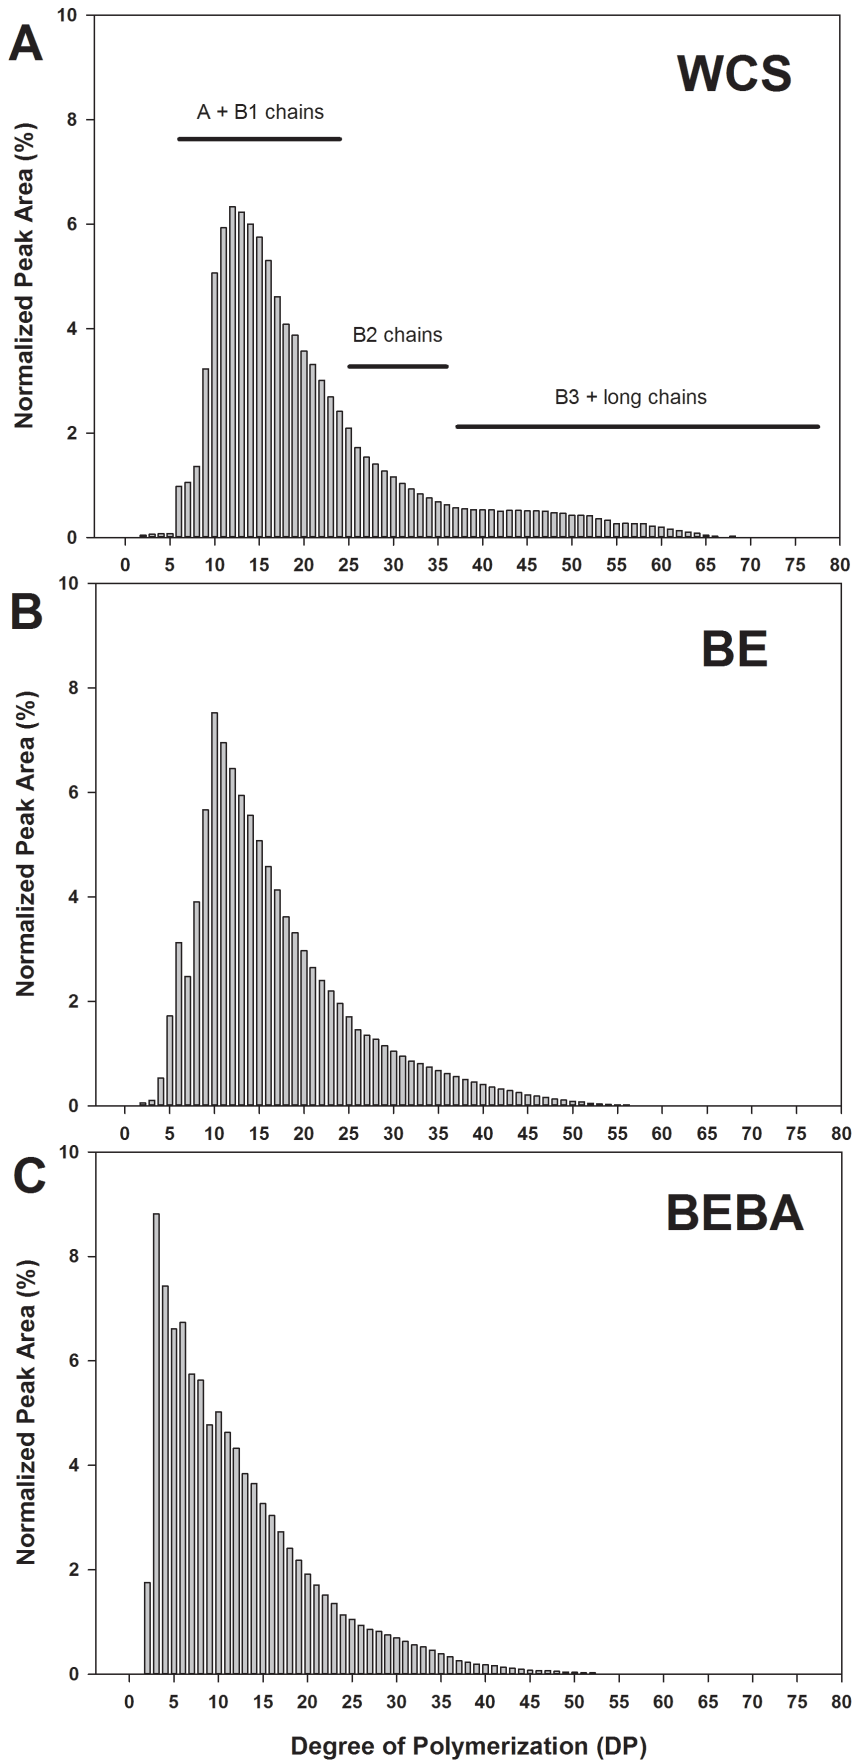 A
WCS
Normalized Peak Area (%)
10
8
6
4
2
0
A + B1 chains
B2 chains
B3 + long chains
0 5 10 15 20 25 30 35 40 45 50 55 60 65 70 75 80
B
BE
Normalized Peak Area (%)
10
8
6
4
2
0
0 5 10 15 20 25 30 35 40 45 50 55 60 65 70 75 80
C
BEBA
Normalized Peak Area (%)
10
8
6
4
2
0
0 5 10 15 20 25 30 35 40 45 50 55 60 65 70 75 80
Degree of Polymerization (DP)